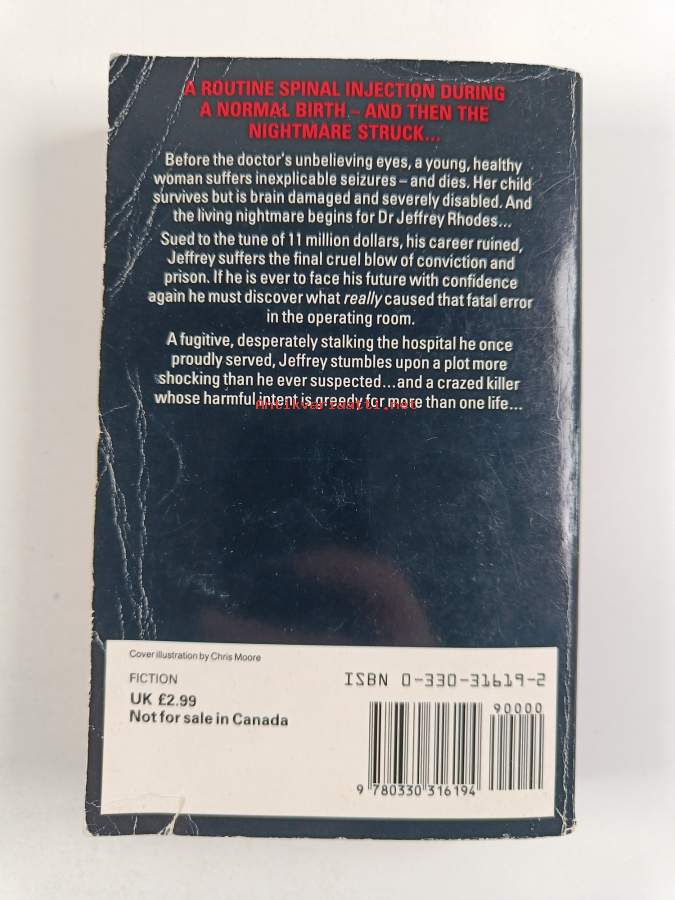 A ROUTINE SPINAL INJECTION DURING
A NORMAL BIRTH – AND THEN THE
NIGHTMARE STRUCK...
Before the doctor's unbelieving eyes, a young, healthy
woman suffers inexplicable seizures – and dies. Her child
survives but is brain damaged and severely disabled. And
the living nightmare begins for Dr Jeffrey Rhodes...
Sued to the tune of 11 million dollars, his career ruined,
Jeffrey suffers the final cruel blow of conviction and
prison. If he is ever to face his future with confidence
again he must discover what really caused that fatal error
in the operating room.
A fugitive, desperately stalking the hospital he once
proudly served, Jeffrey stumbles upon a plot more
shocking than he ever suspected...and a crazed killer
whose harmful intent is greedy for more than one life...
Antikvariaatti.net
Cover illustration by Chris Moore
FICTION
UK £2.99
Not for sale in Canada
ISBN 0-330-31619-2
90000
9 780330 316194